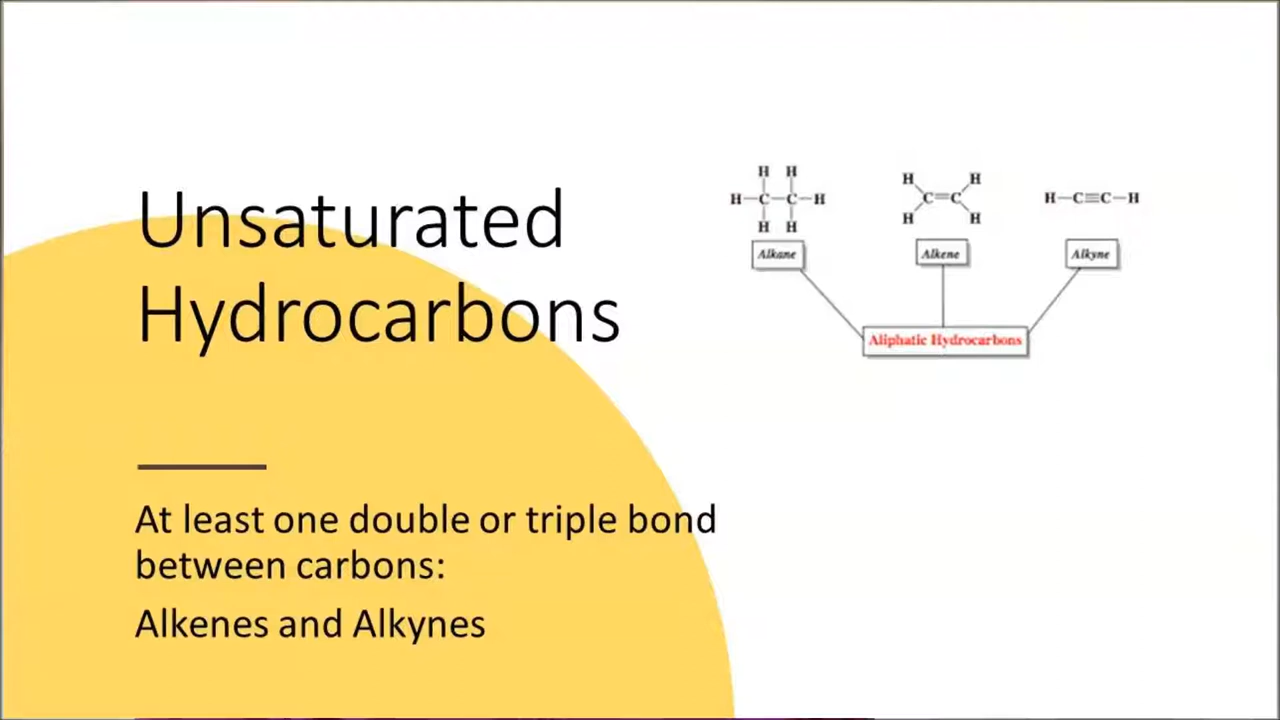 Unsaturated
Hydrocarbons
At least one double or triple bond
between carbons:
Alkenes and Alkynes
H H
H–C–C–H
H H
H H
C=C
H H
H–C≡C–H
Alkane
Alkene
Alkyne
Aliphatic Hydrocarbons